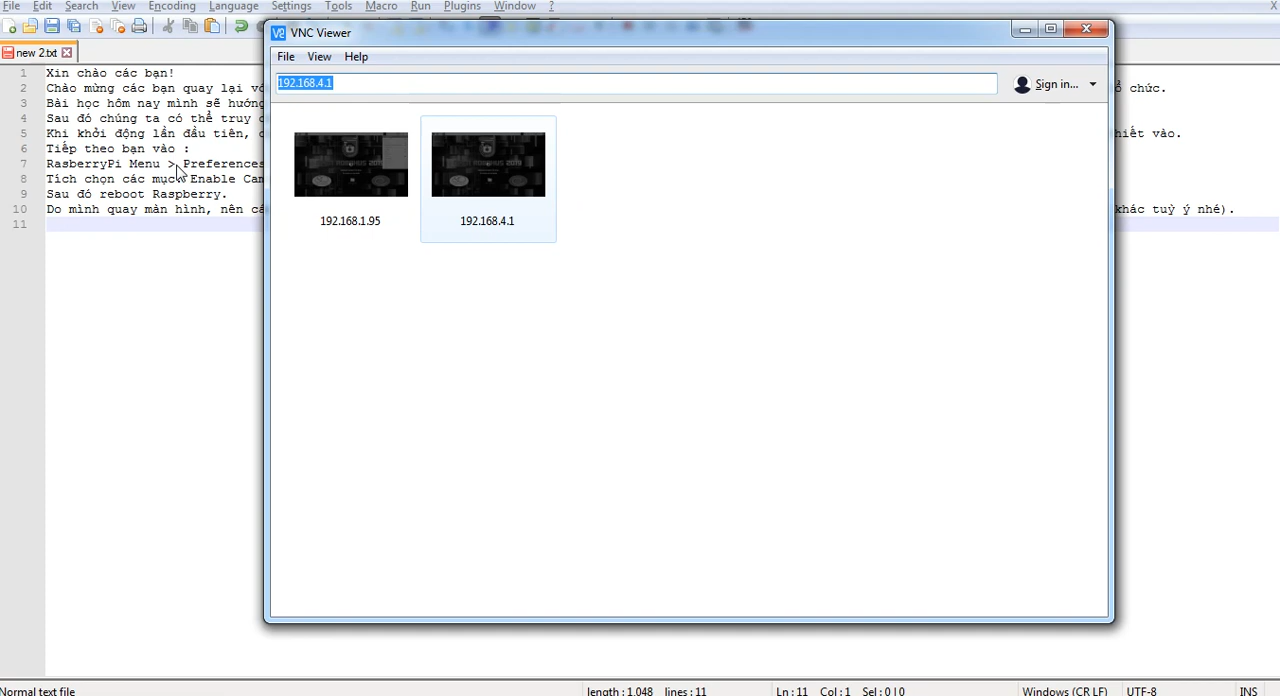 File Edit Search View Encoding Language Settings Tools Macro Run Plugins Window ? X
new 2.txt
VNC Viewer
File View Help
192.168.4.1
Sign in...
192.168.1.95
192.168.4.1
1 Xin chào các bạn!
2 Chào mừng các bạn quay lại chức.
3 Bài học hôm nay mình sẽ hướng
4 Sau đó chúng ta có thể truy
5 Khi khởi động lần đầu tiên, hiết vào.
6 Tiếp theo bạn vào :
7 RasberryPi Menu > Preferences
8 Tích chọn các mục Enable Cam
9 Sau đó reboot Raspberry.
10 Do mình quay màn hình, nên khác tuỳ ý nhé).
11
Normal text file length : 1.048 lines : 11 Ln : 11 Col : 1 Sel : 0 | 0 Windows (CR LF) UTF-8 INS